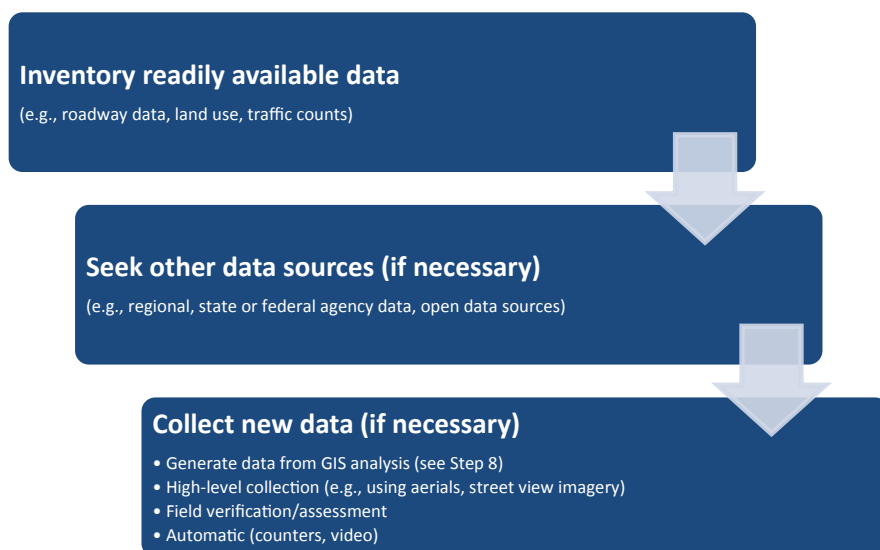 Inventory readily available data
(e.g., roadway data, land use, traffic counts)
Seek other data sources (if necessary)
(e.g., regional, state or federal agency data, open data sources)
Collect new data (if necessary)
• Generate data from GIS analysis (see Step 8)
• High-level collection (e.g., using aerials, street view imagery)
• Field verification/assessment
• Automatic (counters, video)